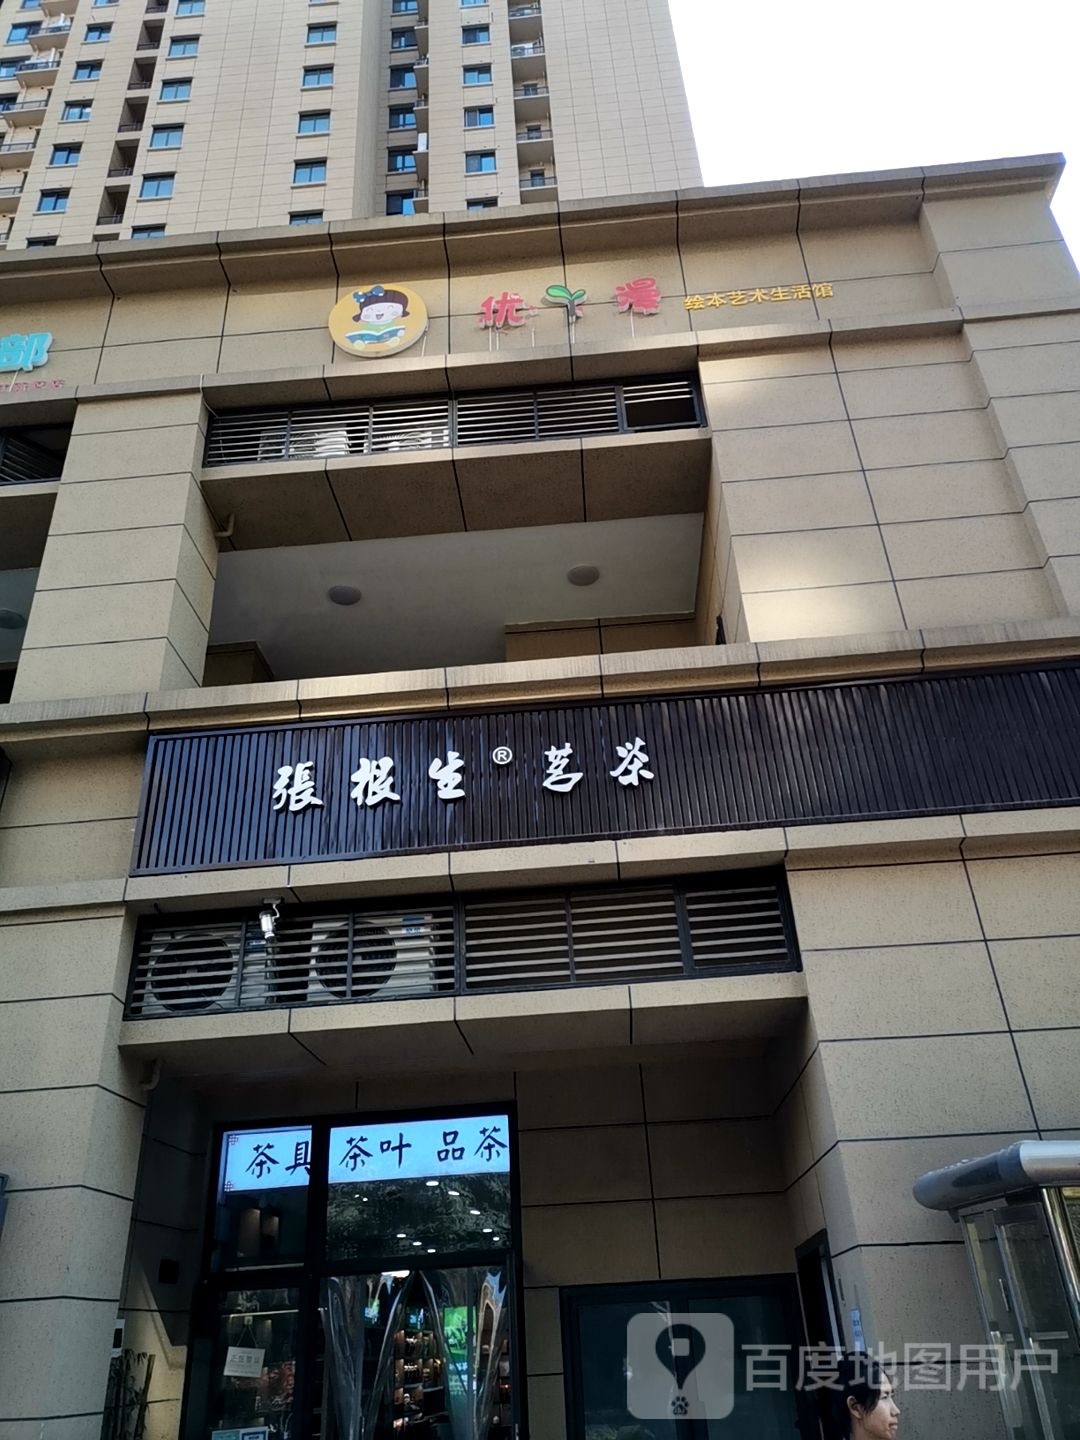 优丫漫 绘本艺术生活馆
部
張根生®茗茶
茶具 茶叶 品茶
百度地图用户